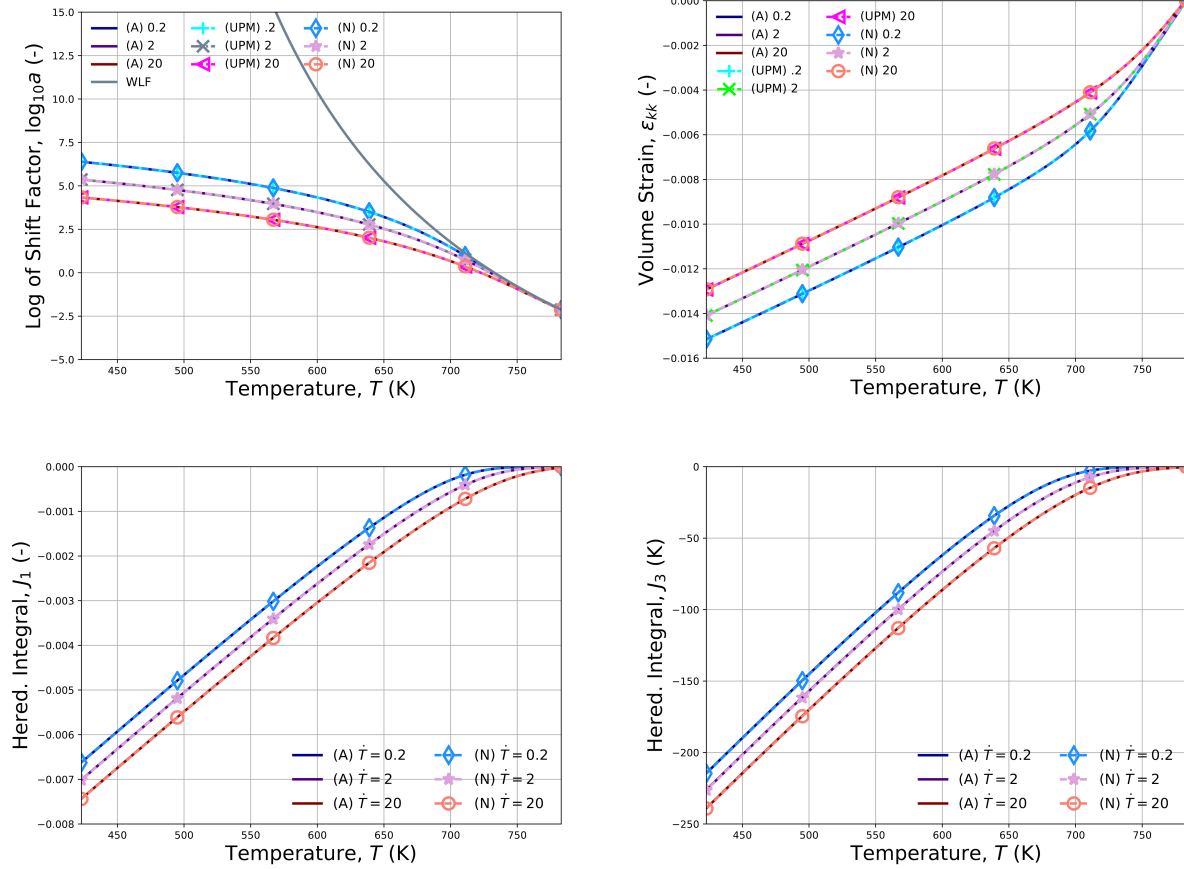 15.0
12.5
10.0
7.5
5.0
2.5
0.0
−2.5
−5.0
Log of Shift Factor, log₁₀a (-)
(A) 0.2
(A) 2
(A) 20
WLF
(UPM) .2
(UPM) 2
(UPM) 20
(N) 0.2
(N) 2
(N) 20
450 500 550 600 650 700 750
Temperature, T (K)
0.000
−0.002
−0.004
−0.006
−0.008
−0.010
−0.012
−0.014
−0.016
Volume Strain, εₖₖ (-)
(A) 0.2
(A) 2
(A) 20
(UPM) .2
(UPM) 2
(UPM) 20
(N) 0.2
(N) 2
(N) 20
450 500 550 600 650 700 750
Temperature, T (K)
0.000
−0.001
−0.002
−0.003
−0.004
−0.005
−0.006
−0.007
−0.008
Hered. Integral, J₁ (-)
(A) Ṫ = 0.2
(A) Ṫ = 2
(A) Ṫ = 20
(N) Ṫ = 0.2
(N) Ṫ = 2
(N) Ṫ = 20
450 500 550 600 650 700 750
Temperature, T (K)
0
−50
−100
−150
−200
−250
Hered. Integral, J₃ (K)
(A) Ṫ = 0.2
(A) Ṫ = 2
(A) Ṫ = 20
(N) Ṫ = 0.2
(N) Ṫ = 2
(N) Ṫ = 20
450 500 550 600 650 700 750
Temperature, T (K)